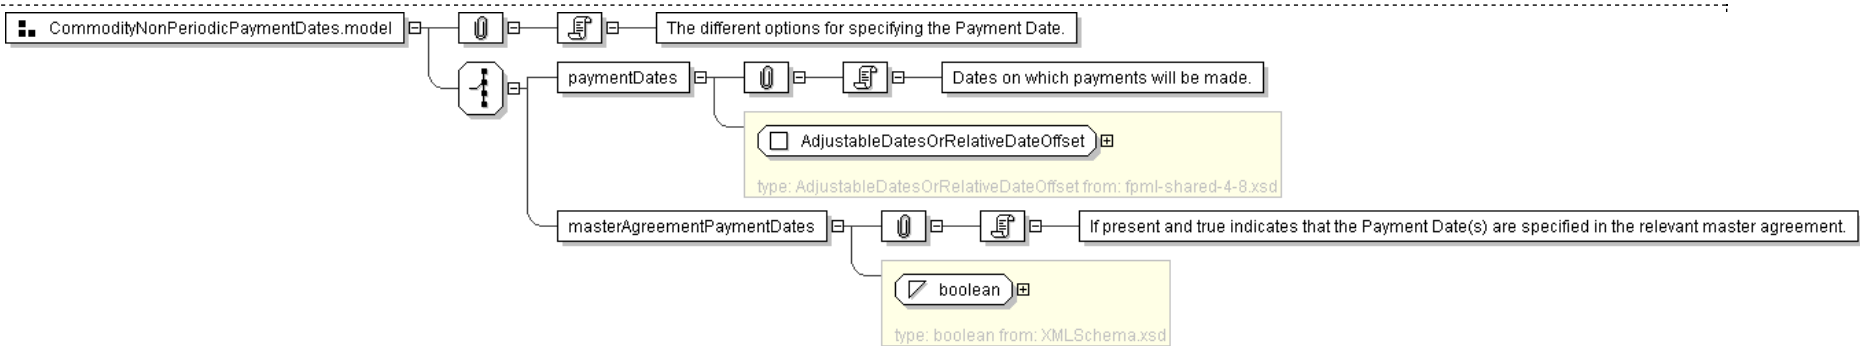 CommodityNonPeriodicPaymentDates.model
The different options for specifying the Payment Date.
paymentDates
Dates on which payments will be made.
AdjustableDatesOrRelativeDateOffset
type: AdjustableDatesOrRelativeDateOffset from: fpml-shared-4-8.xsd
masterAgreementPaymentDates
If present and true indicates that the Payment Date(s) are specified in the relevant master agreement.
boolean
type: boolean from: XMLSchema.xsd